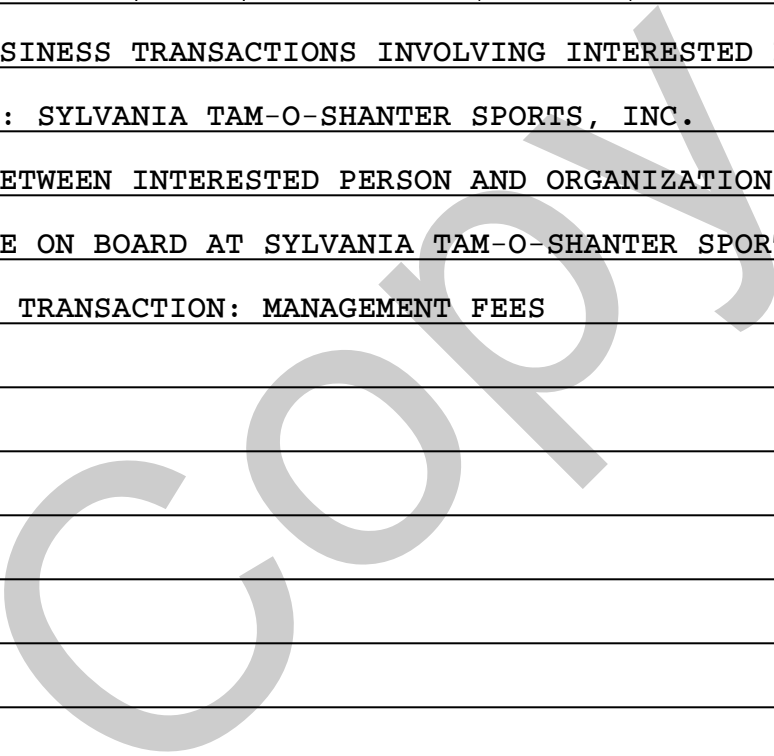 SINESS TRANSACTIONS INVOLVING INTERESTED
: SYLVANIA TAM-O-SHANTER SPORTS, INC.
ETWEEN INTERESTED PERSON AND ORGANIZATION
E ON BOARD AT SYLVANIA TAM-O-SHANTER SPOR
TRANSACTION: MANAGEMENT FEES
Copy